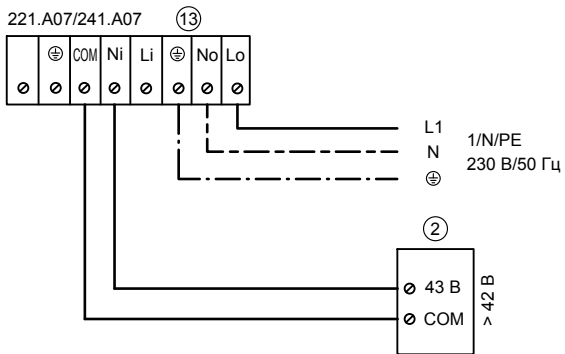 221.A07/241.A07 13
COM Ni Li No Lo
L1
N
1/N/PE
230 В/50 Гц
2
43 В
COM
> 42 В